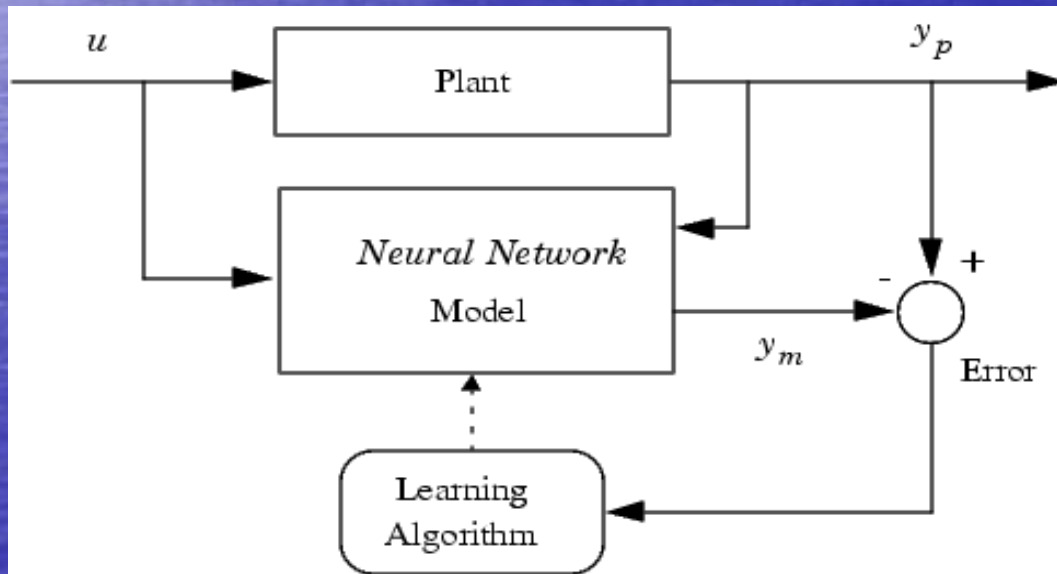 u
y_p
Plant
Neural Network
Model
- +
y_m
Error
Learning
Algorithm